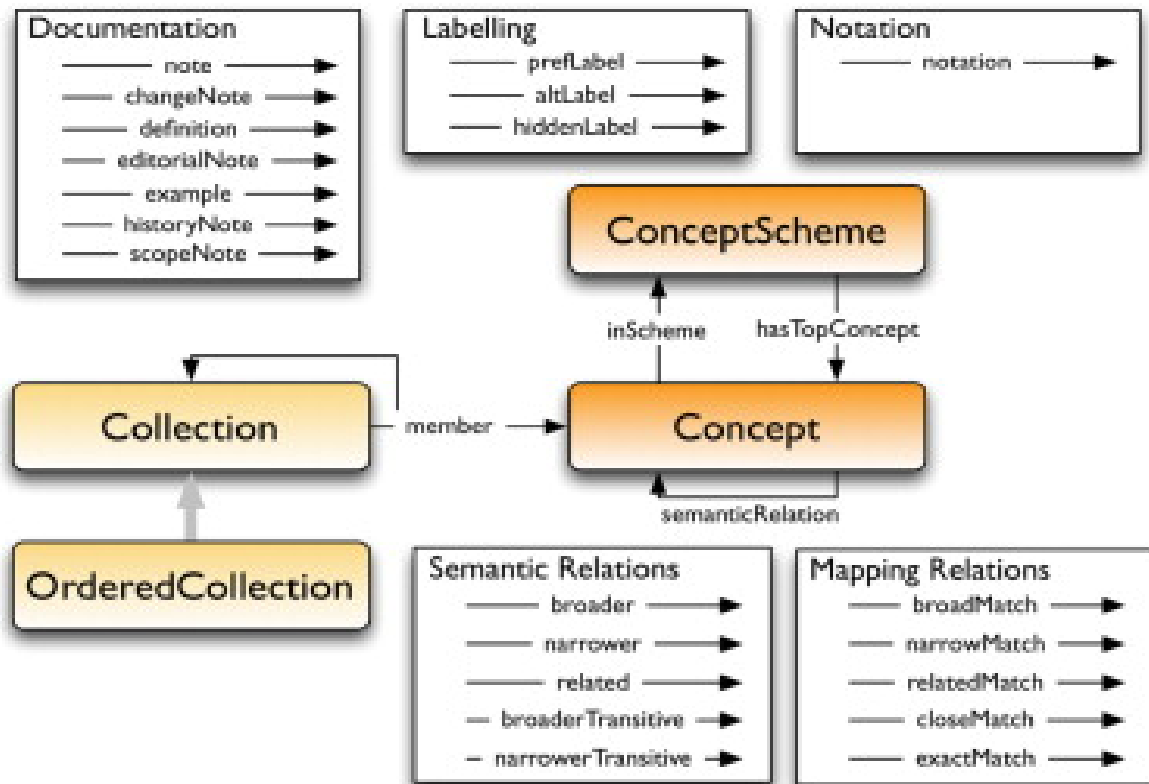 Documentation
note
changeNote
definition
editorialNote
example
historyNote
scopeNote
Labelling
prefLabel
altLabel
hiddenLabel
Notation
notation
ConceptScheme
inScheme
hasTopConcept
Collection
member
Concept
semanticRelation
OrderedCollection
Semantic Relations
broader
narrower
related
broaderTransitive
narrowerTransitive
Mapping Relations
broadMatch
narrowMatch
relatedMatch
closeMatch
exactMatch